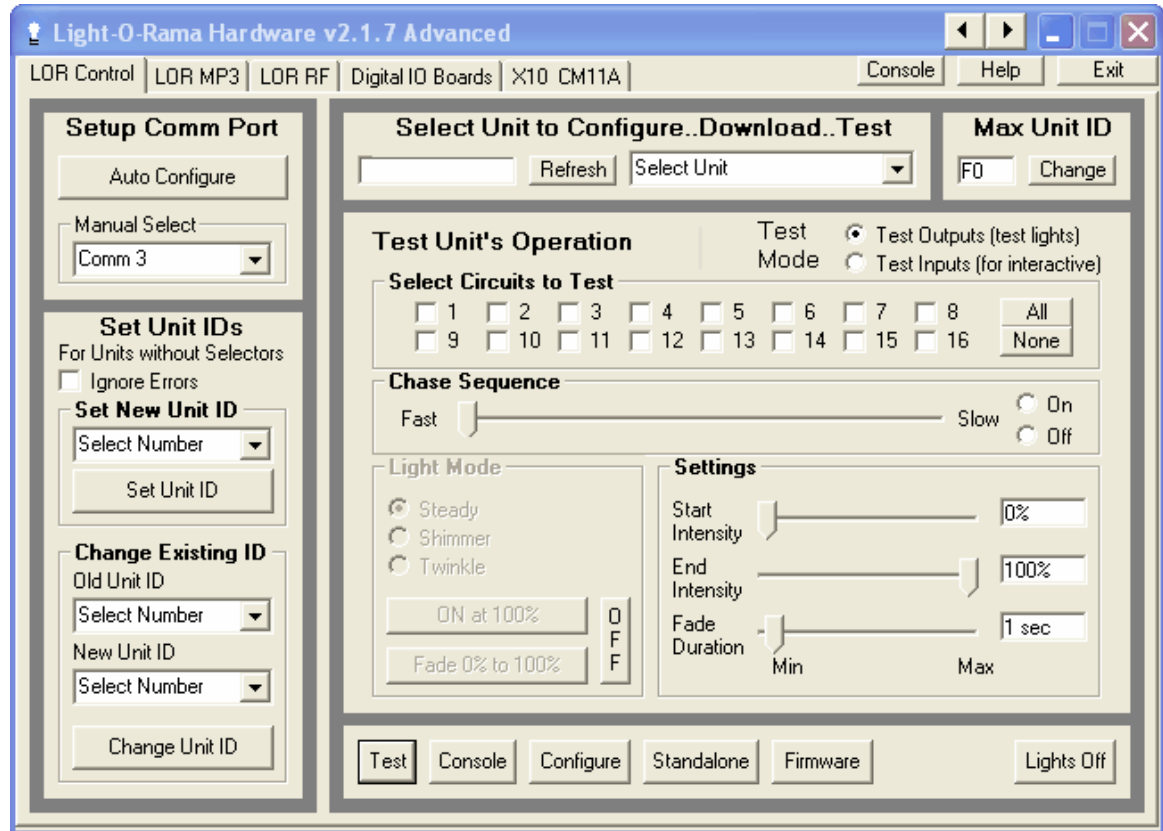 Light-O-Rama Hardware v2.1.7 Advanced
LOR Control LOR MP3 LOR RF Digital IO Boards X10 CM11A Console Help Exit
Setup Comm Port
Auto Configure
Manual Select
Comm 3
Set Unit IDs
For Units without Selectors
Ignore Errors
Set New Unit ID
Select Number
Set Unit ID
Change Existing ID
Old Unit ID
Select Number
New Unit ID
Select Number
Change Unit ID
Select Unit to Configure..Download..Test
Refresh Select Unit
Max Unit ID
F0 Change
Test Unit's Operation
Test Mode
Test Outputs (test lights)
Test Inputs (for interactive)
Select Circuits to Test
1 2 3 4 5 6 7 8 All
9 10 11 12 13 14 15 16 None
Chase Sequence
Fast Slow
On
Off
Light Mode
Steady
Shimmer
Twinkle
ON at 100%
Fade 0% to 100%
OFF
Settings
Start Intensity 0%
End Intensity 100%
Fade Duration 1 sec
Min Max
Test Console Configure Standalone Firmware Lights Off